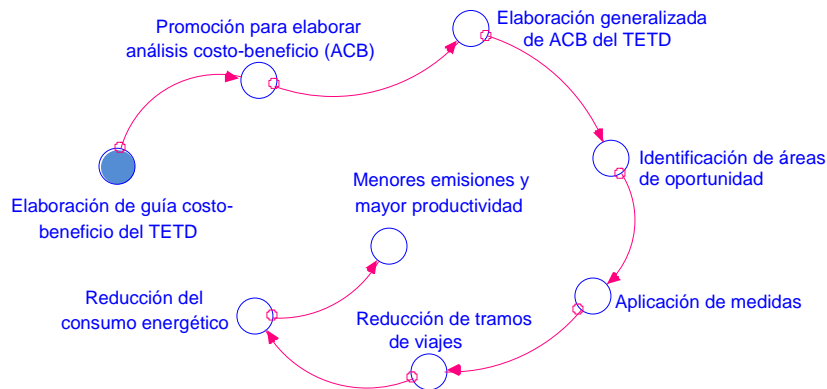 Promoción para elaborar
análisis costo-beneficio (ACB)
Elaboración generalizada
de ACB del TETD
Identificación de áreas
de oportunidad
Elaboración de guía costo-
beneficio del TETD
Menores emisiones y
mayor productividad
Reducción del
consumo energético
Reducción de tramos
de viajes
Aplicación de medidas